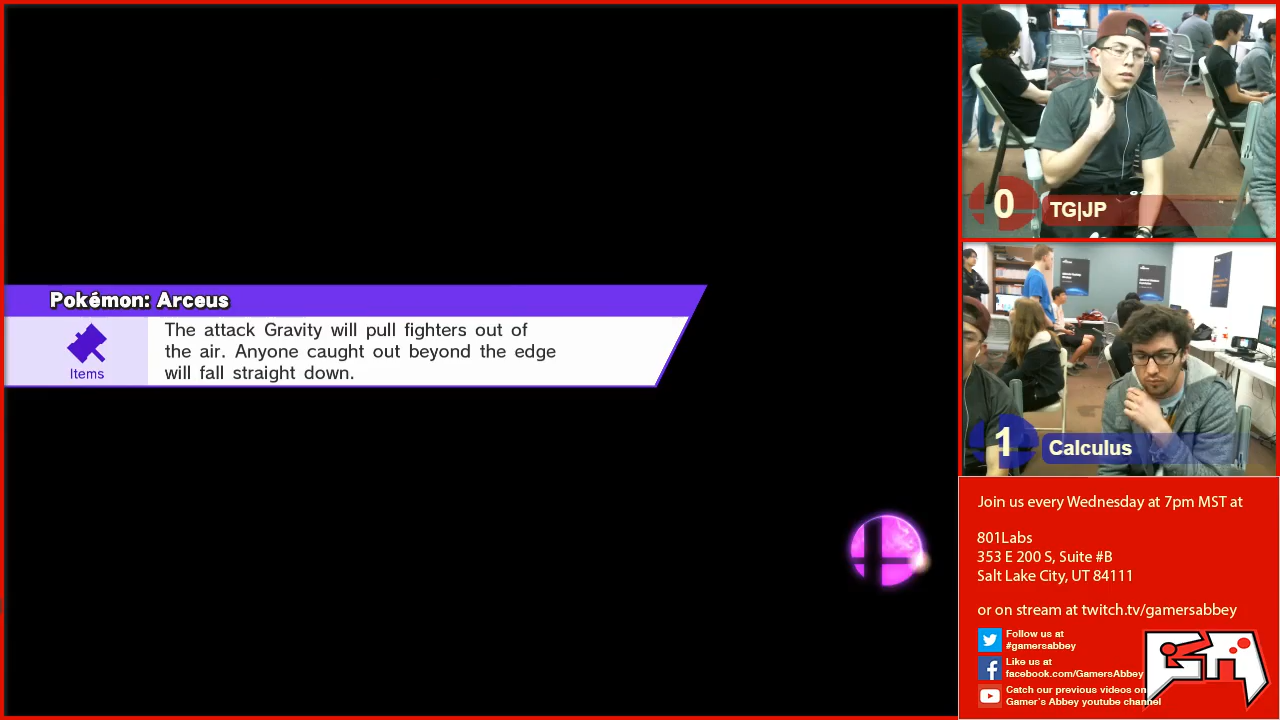 Pokémon: Arceus
Items
The attack Gravity will pull fighters out of
the air. Anyone caught out beyond the edge
will fall straight down.
0
TG|JP
1
Calculus
Join us every Wednesday at 7pm MST at
801Labs
353 E 200 S, Suite #B
Salt Lake City, UT 84111
or on stream at twitch.tv/gamersabbey
Follow us at
#gamersabbey
Like us at
facebook.com/GamersAbbey
Catch our previous videos on
Gamer's Abbey youtube channel